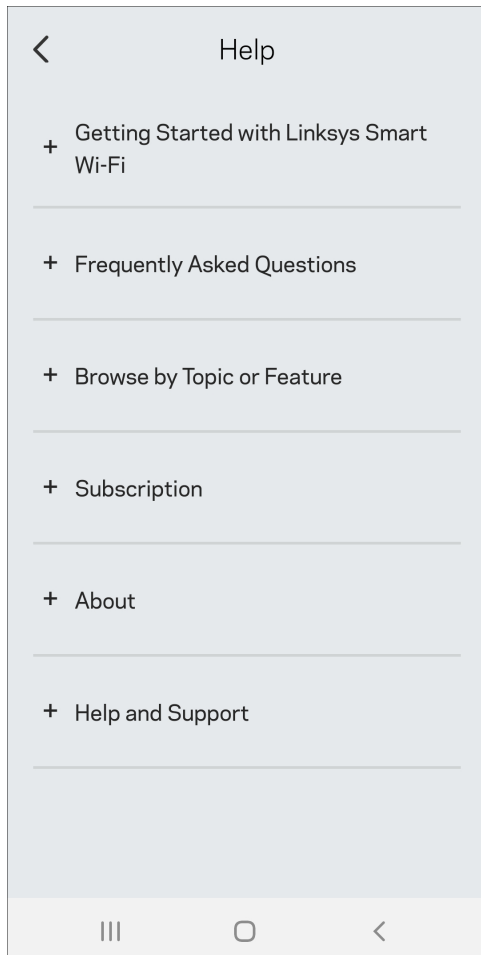 Help
Getting Started with Linksys Smart
Wi-Fi
Frequently Asked Questions
Browse by Topic or Feature
Subscription
About
Help and Support